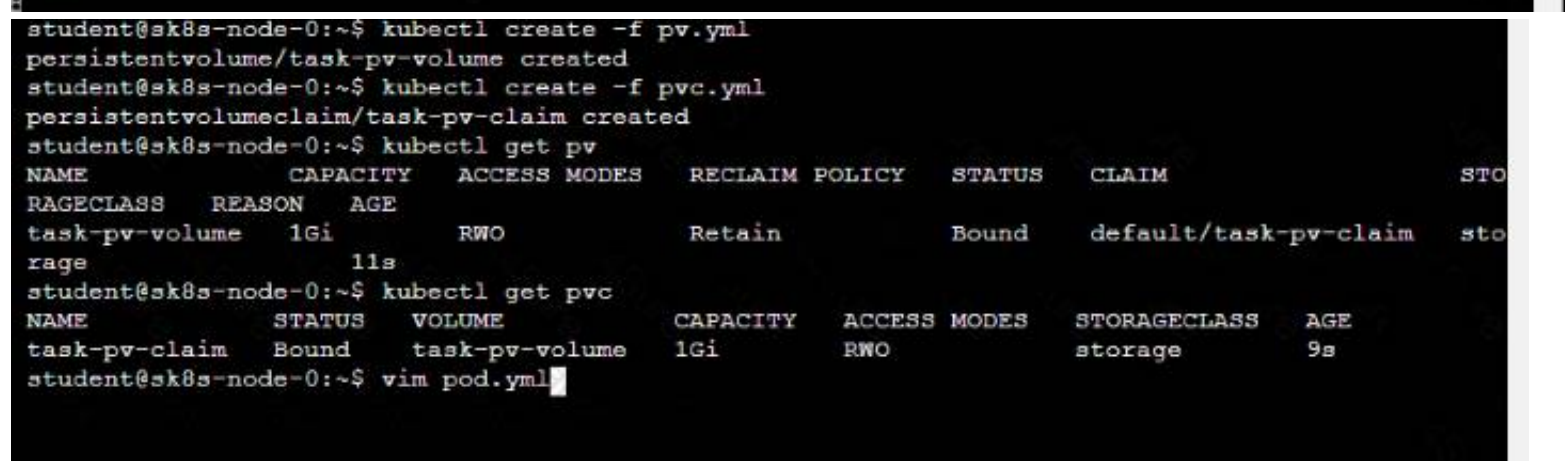 student@sk8s-node-0:~$ kubectl create -f pv.yml
persistentvolume/task-pv-volume created
student@sk8s-node-0:~$ kubectl create -f pvc.yml
persistentvolumeclaim/task-pv-claim created
student@sk8s-node-0:~$ kubectl get pv
NAME CAPACITY ACCESS MODES RECLAIM POLICY STATUS CLAIM STO
RAGECLASS REASON AGE
task-pv-volume 1Gi RWO Retain Bound default/task-pv-claim sto
rage 11s
student@sk8s-node-0:~$ kubectl get pvc
NAME STATUS VOLUME CAPACITY ACCESS MODES STORAGECLASS AGE
task-pv-claim Bound task-pv-volume 1Gi RWO storage 9s
student@sk8s-node-0:~$ vim pod.yml